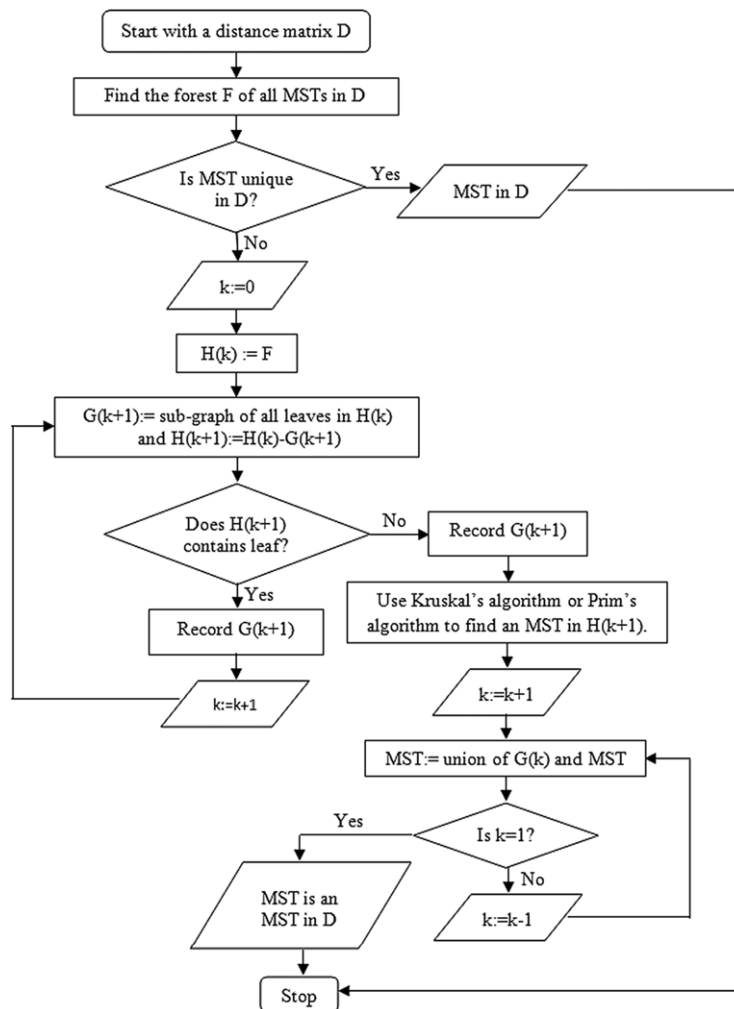 Start with a distance matrix D
Find the forest F of all MSTs in D
Is MST unique
in D?
Yes
MST in D
No
k:=0
H(k) := F
G(k+1):= sub-graph of all leaves in H(k)
and H(k+1):=H(k)-G(k+1)
Does H(k+1)
contains leaf?
No
Record G(k+1)
Yes
Record G(k+1)
k:=k+1
Use Kruskal's algorithm or Prim's
algorithm to find an MST in H(k+1).
k:=k+1
MST:= union of G(k) and MST
Is k=1?
Yes
No
MST is an
MST in D
k:=k-1
Stop